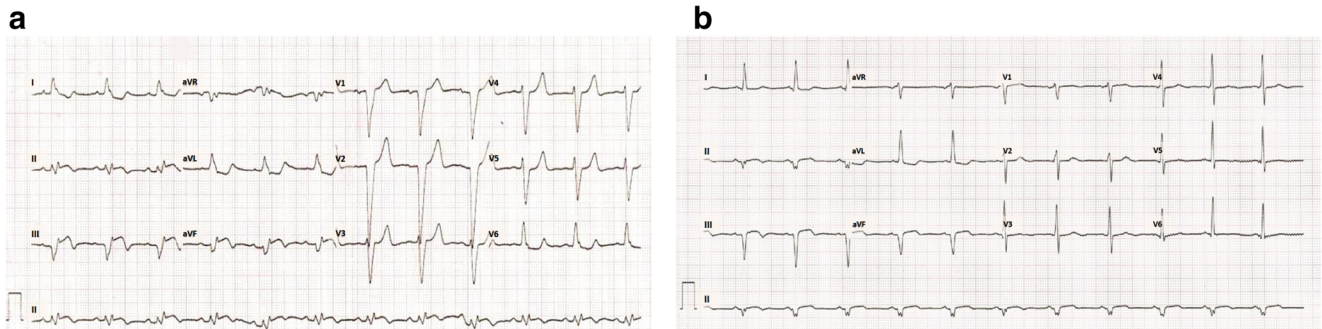 a
b
I aVR V1 V4
II aVL V2 V5
III aVF V3 V6
II
I aVR V1 V4
II aVL V2 V5
III aVF V3 V6
II